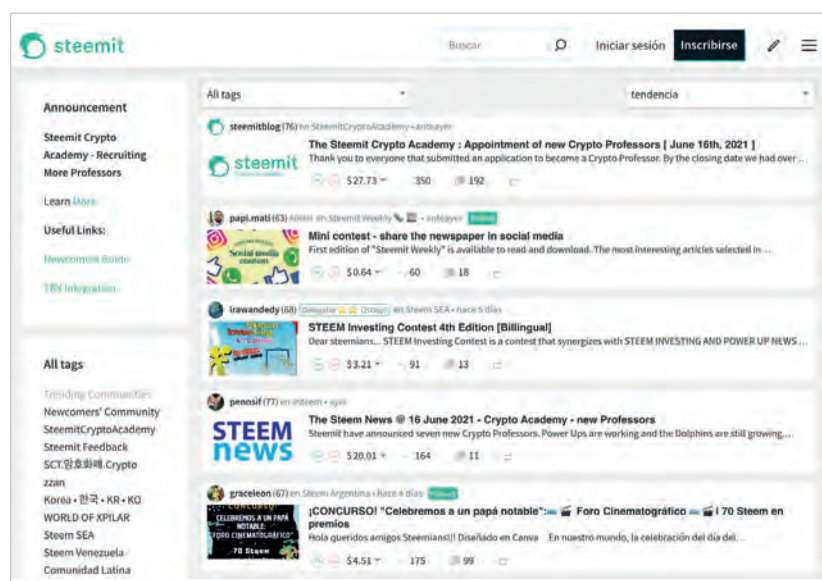 steemit
Buscar
Iniciar sesión
Inscribirse
Announcement
Steemit Crypto
Academy - Recruiting
More Professors
Learn More
Useful Links:
Newcomers Guide
TRX Integration
All tags
Trending Communities
Newcomers' Community
SteemitCryptoAcademy
Steemit Feedback
SCT.암호화폐.Crypto
zzan
Korea • 한국 • KR • KO
WORLD OF XPILAR
Steem SEA
Steem Venezuela
Comunidad Latina
All tags
tendencia
steemitblog (76) en SteemitCryptoAcademy • anteayer
steemit
The Steemit Crypto Academy : Appointment of new Crypto Professors [ June 16th, 2021 ]
Thank you to everyone that submitted an application to become a Crypto Professor. By the closing date we had over ...
$27.73 350 192
papi.mati (63) en Steemit Weekly • anteayer
Social media
contest
Mini contest - share the newspaper in social media
First edition of "Steemit Weekly" is available to read and download. The most interesting articles selected in ...
$0.64 60 18
irawandedy (68) en Steem SEA • hace 5 días
STEEM Investing Contest 4th Edition [Billingual]
Dear steemians... STEEM Investing Contest is a contest that synergizes with STEEM INVESTING AND POWER UP NEWS ...
$3.21 91 13
pennsif (77) en esteem • ayer
STEEM
news
The Steem News @ 16 June 2021 - Crypto Academy - new Professors
Steemit have announced seven new Crypto Professors. Power Ups are working and the Dolphins are still growing, ...
$20.01 164 11
graceleon (67) en Steem Argentina • hace 4 días
CONCURSO:
CELEBREMOS A UN PAPÁ
NOTABLE:
FORO CINEMATOGRÁFICO
70 Steem
¡CONCURSO! "Celebremos a un papá notable": Foro Cinematográfico ¡ 70 Steem en
premios
Hola queridos amigos Steemians!!! Diseñado en Canva En nuestro mundo, la celebración del día del...
$4.51 175 99